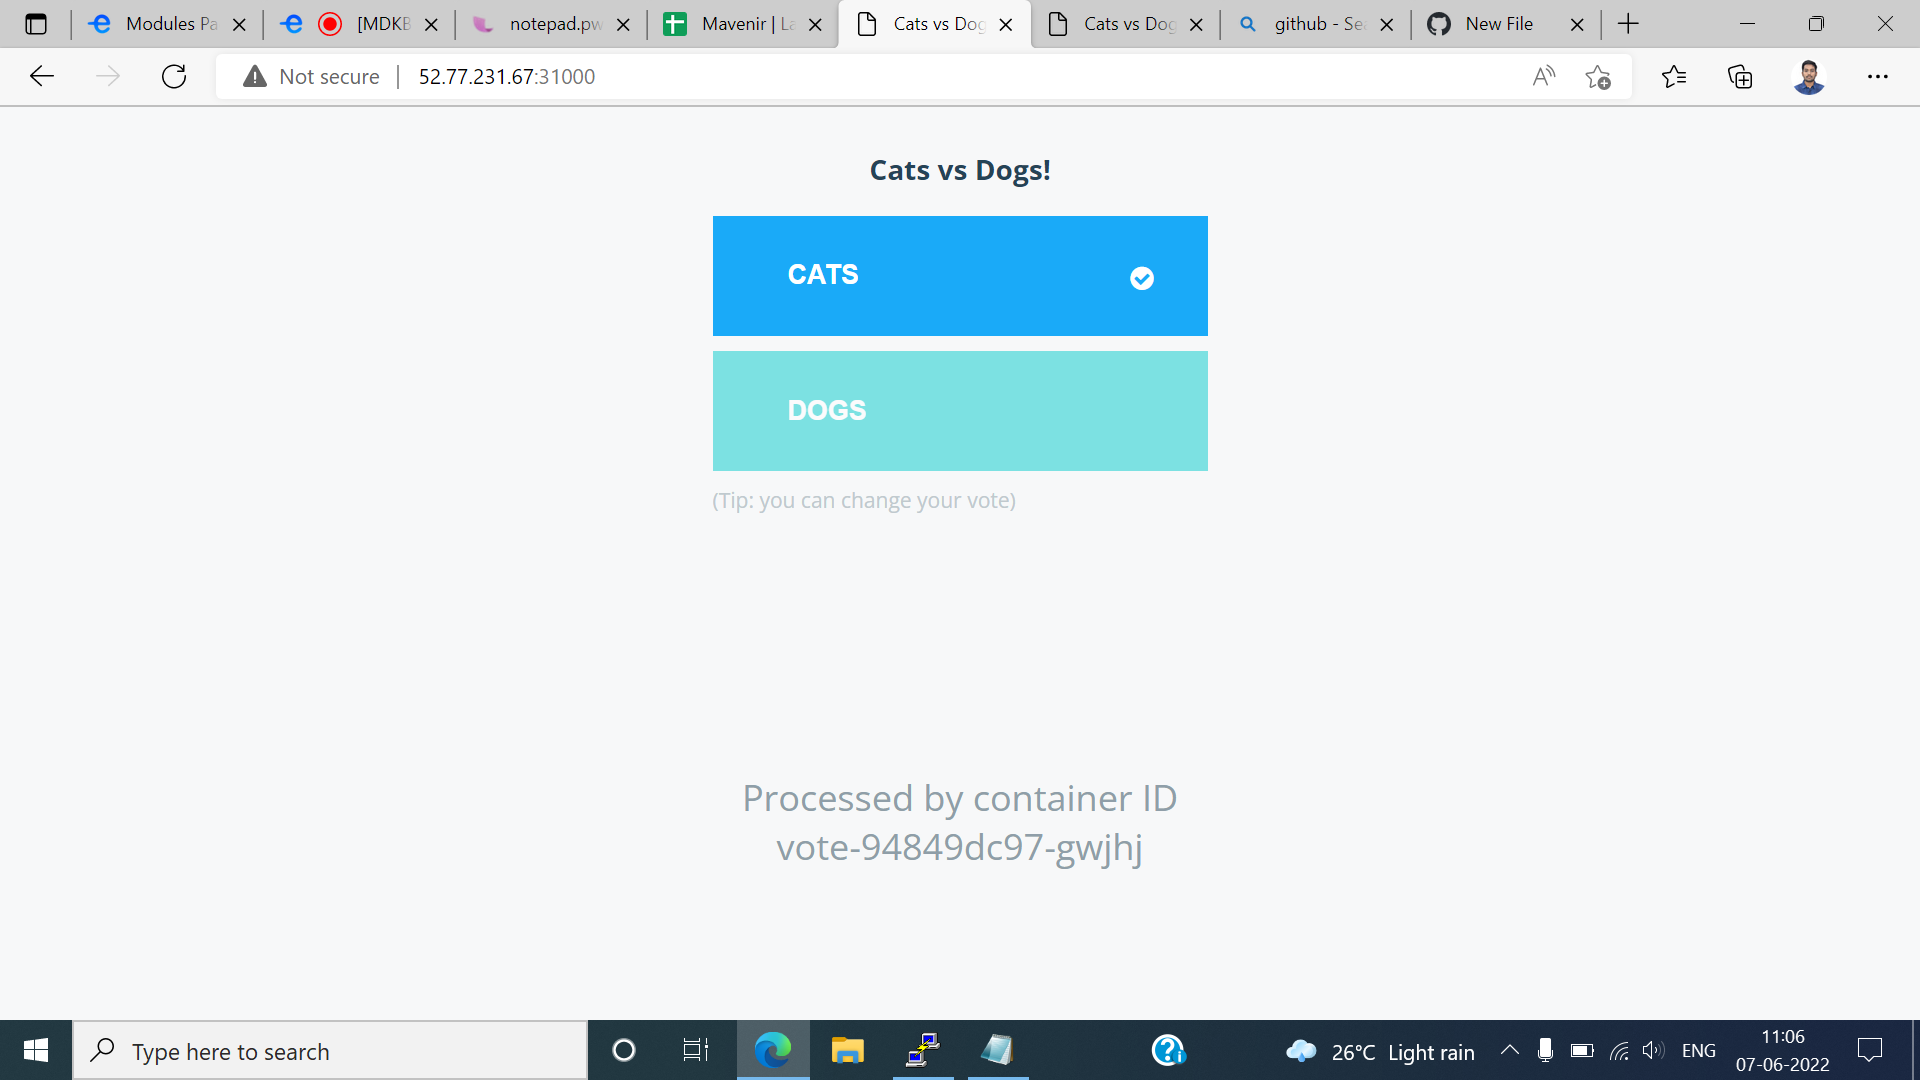 Modules Pa
[MDKB
notepad.pw
Mavenir | La
Cats vs Dog
Cats vs Dog
github - Sea
New File
Not secure
52.77.231.67:31000
Cats vs Dogs!
CATS
DOGS
(Tip: you can change your vote)
Processed by container ID
vote-94849dc97-gwjhj
Type here to search
26°C Light rain
ENG
11:06
07-06-2022